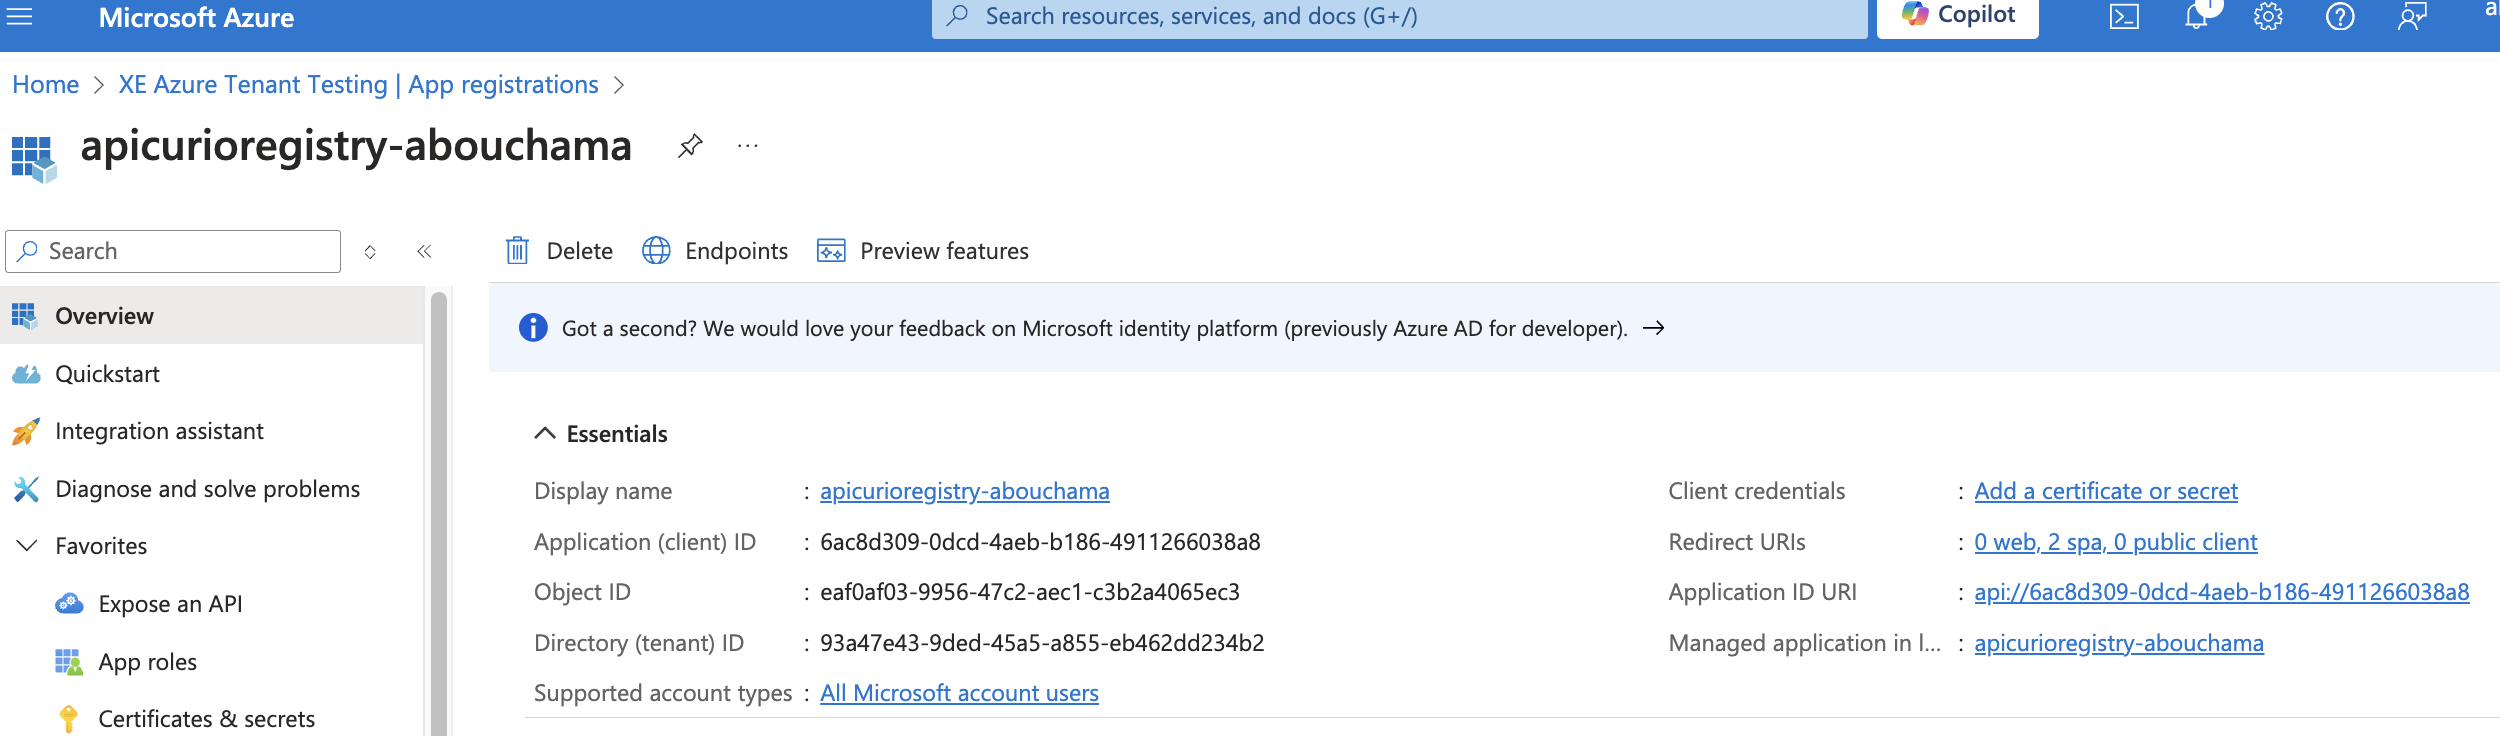 Microsoft Azure
Search resources, services, and docs (G+/)
Copilot
1
Home > XE Azure Tenant Testing | App registrations >
apicurioregistry-abouchama
...
Search
Delete
Endpoints
Preview features
Overview
Quickstart
Integration assistant
Diagnose and solve problems
Favorites
Expose an API
App roles
Certificates & secrets
Got a second? We would love your feedback on Microsoft identity platform (previously Azure AD for developer). →
Essentials
Display name : apicurioregistry-abouchama
Application (client) ID : 6ac8d309-0dcd-4aeb-b186-4911266038a8
Object ID : eaf0af03-9956-47c2-aec1-c3b2a4065ec3
Directory (tenant) ID : 93a47e43-9ded-45a5-a855-eb462dd234b2
Supported account types : All Microsoft account users
Client credentials : Add a certificate or secret
Redirect URIs : 0 web, 2 spa, 0 public client
Application ID URI : api://6ac8d309-0dcd-4aeb-b186-4911266038a8
Managed application in l... : apicurioregistry-abouchama